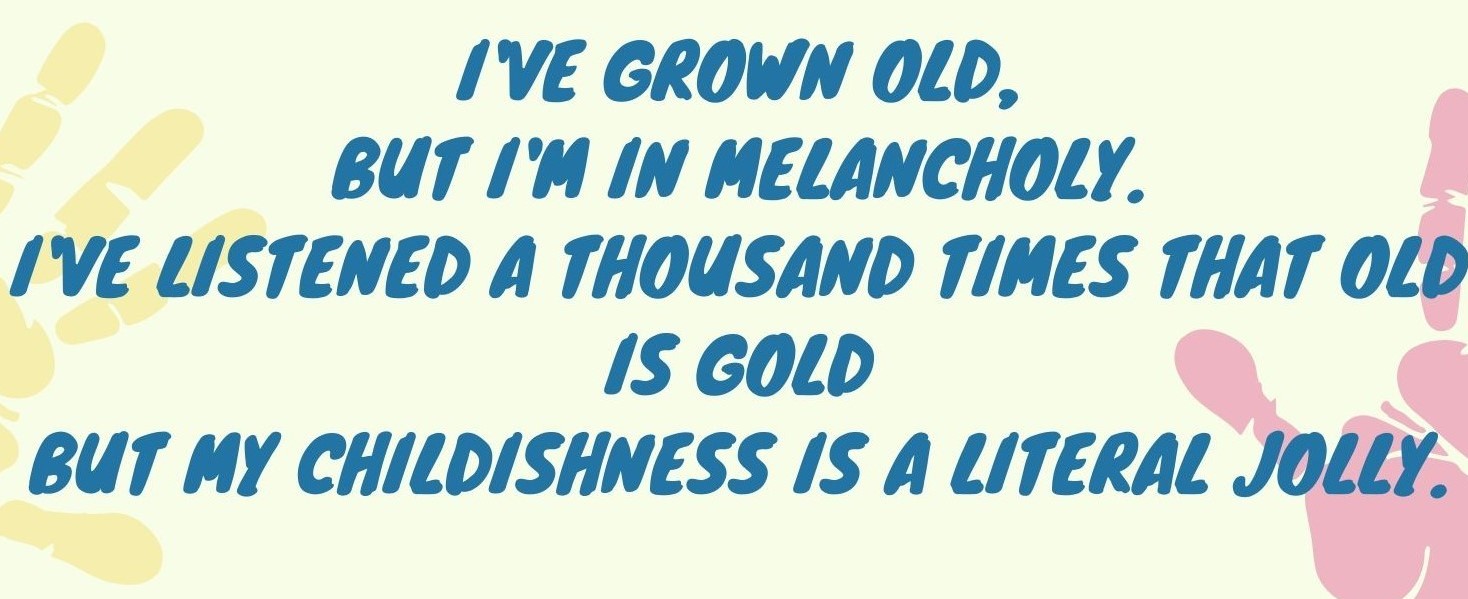 I'VE GROWN OLD,
BUT I'M IN MELANCHOLY.
I'VE LISTENED A THOUSAND TIMES THAT OLD
IS GOLD
BUT MY CHILDISHNESS IS A LITERAL JOLLY.